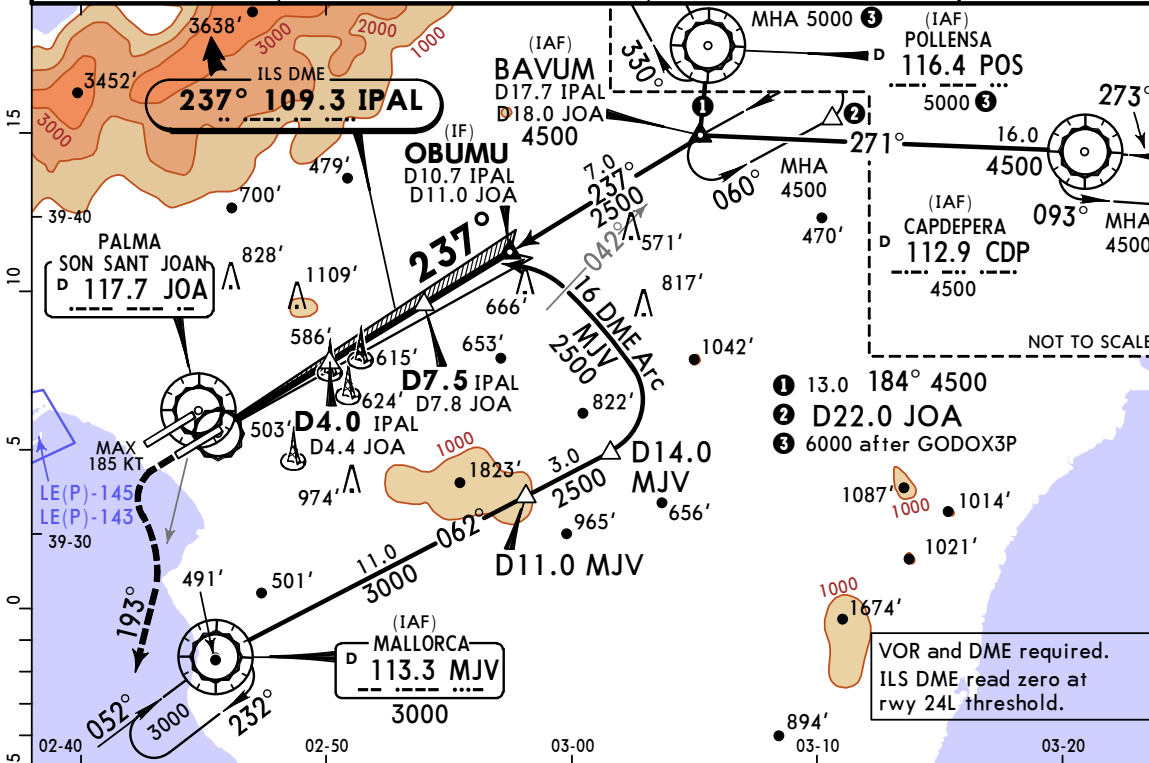 3638'
3000
2000
1000
3452'
3000
ILS DME
237° 109.3 IPAL
(IAF)
BAVUM
D17.7 IPAL
D18.0 JOA
4500
330°
MHA 5000 3
(IAF)
POLLENSA
D 116.4 POS
5000 3
1
2
273°
271°
16.0
4500
MHA
4500
060°
093°
MHA
4500
(IAF)
CAPDEPERA
D 112.9 CDP
4500
NOT TO SCALE
15
479'
700'
39-40
(IF)
OBUMU
D10.7 IPAL
D11.0 JOA
7.0
237°
2500
042°
571'
470'
237°
PALMA
SON SANT JOAN
D 117.7 JOA
828'
1109'
10
666'
817'
16 DME Arc
MJV
2500
586'
615'
624'
653'
1042'
D7.5 IPAL
D7.8 JOA
822'
1 13.0 184° 4500
2 D22.0 JOA
3 6000 after GODOX3P
503'
D4.0 IPAL
D4.4 JOA
5
MAX
185 KT
974'
1000
1823'
3.0
2500
D14.0
MJV
LE(P)-145
LE(P)-143
39-30
656'
965'
1087'
1000
1014'
1021'
062°
11.0
3000
D11.0 MJV
491'
501'
193°
0
1000
1674'
(IAF)
MALLORCA
D 113.3 MJV
3000
VOR and DME required.
ILS DME read zero at
rwy 24L threshold.
052°
3000
232°
894'
5
02-40
02-50
03-00
03-10
03-20